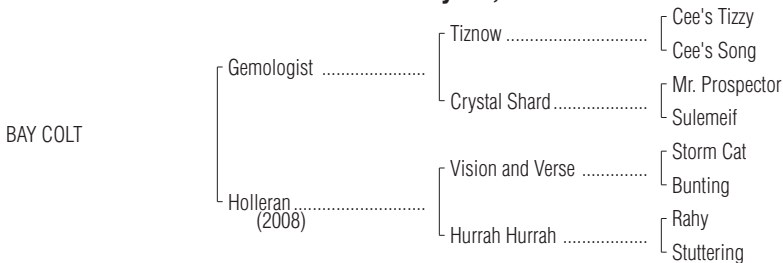 Cee's Tizzy
Tiznow
Cee's Song
Gemologist
Mr. Prospector
Crystal Shard
Sulemeif
BAY COLT
Storm Cat
Vision and Verse
Bunting
Holleran
(2008)
Rahy
Hurrah Hurrah
Stuttering